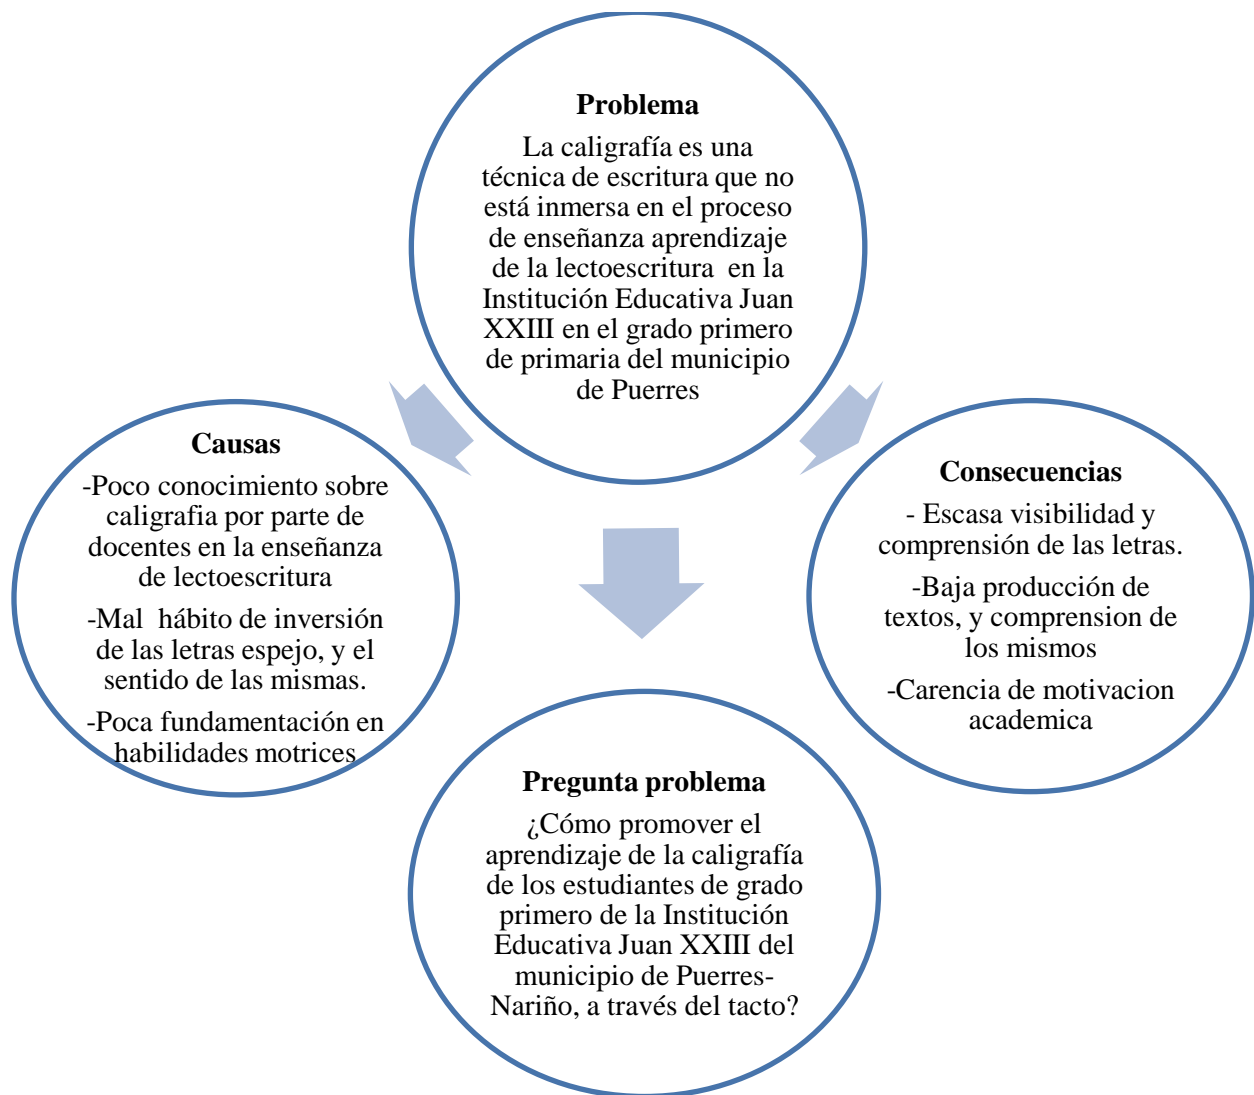 Problema
La caligrafía es una
técnica de escritura que no
está inmersa en el proceso
de enseñanza aprendizaje
de la lectoescritura  en la
Institución Educativa Juan
XXIII en el grado primero
de primaria del municipio
de Puerres
Causas
-Poco conocimiento sobre
caligrafia por parte de
docentes en la enseñanza
de lectoescritura
-Mal  hábito de inversión
de las letras espejo, y el
sentido de las mismas.
-Poca fundamentación en
habilidades motrices
Consecuencias
- Escasa visibilidad y
comprensión de las letras.
-Baja producción de
textos, y comprension de
los mismos
-Carencia de motivacion
academica
Pregunta problema
¿Cómo promover el
aprendizaje de la caligrafía
de los estudiantes de grado
primero de la Institución
Educativa Juan XXIII del
municipio de Puerres-
Nariño, a través del tacto?